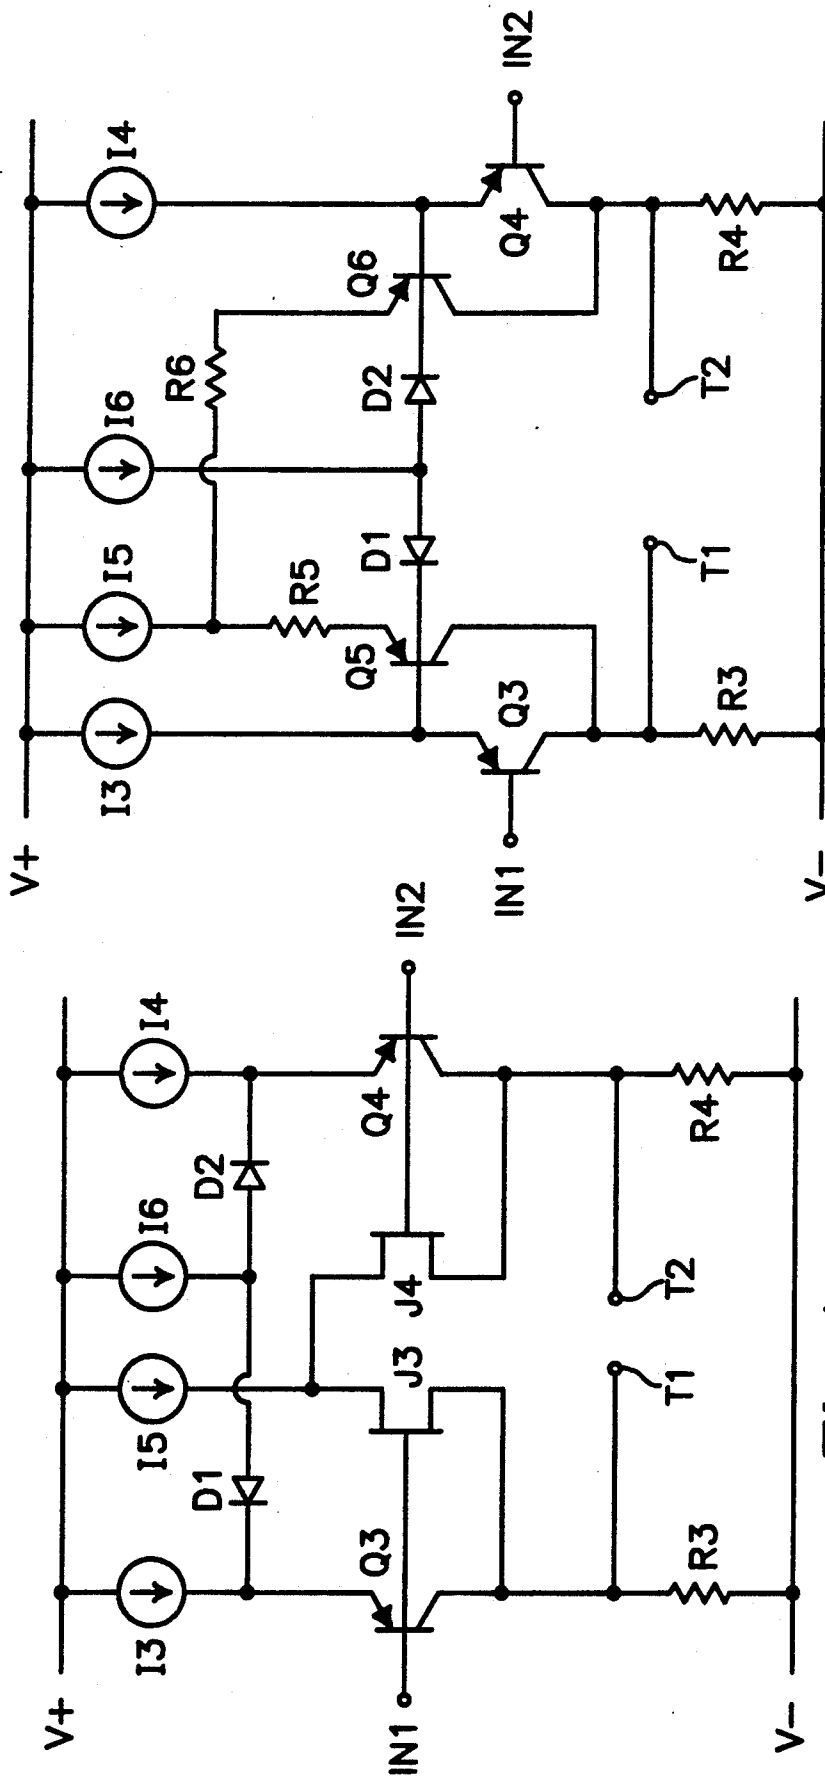 V+
I3
I5
I6
I4
R6
R5
Q5
D1
D2
Q6
Q3
Q4
IN1
IN2
T1
T2
R3
R4
V-
V+
I3
I5
I6
I4
D1
D2
Q3
J3
J4
Q4
IN1
IN2
T1
T2
R3
R4
V-